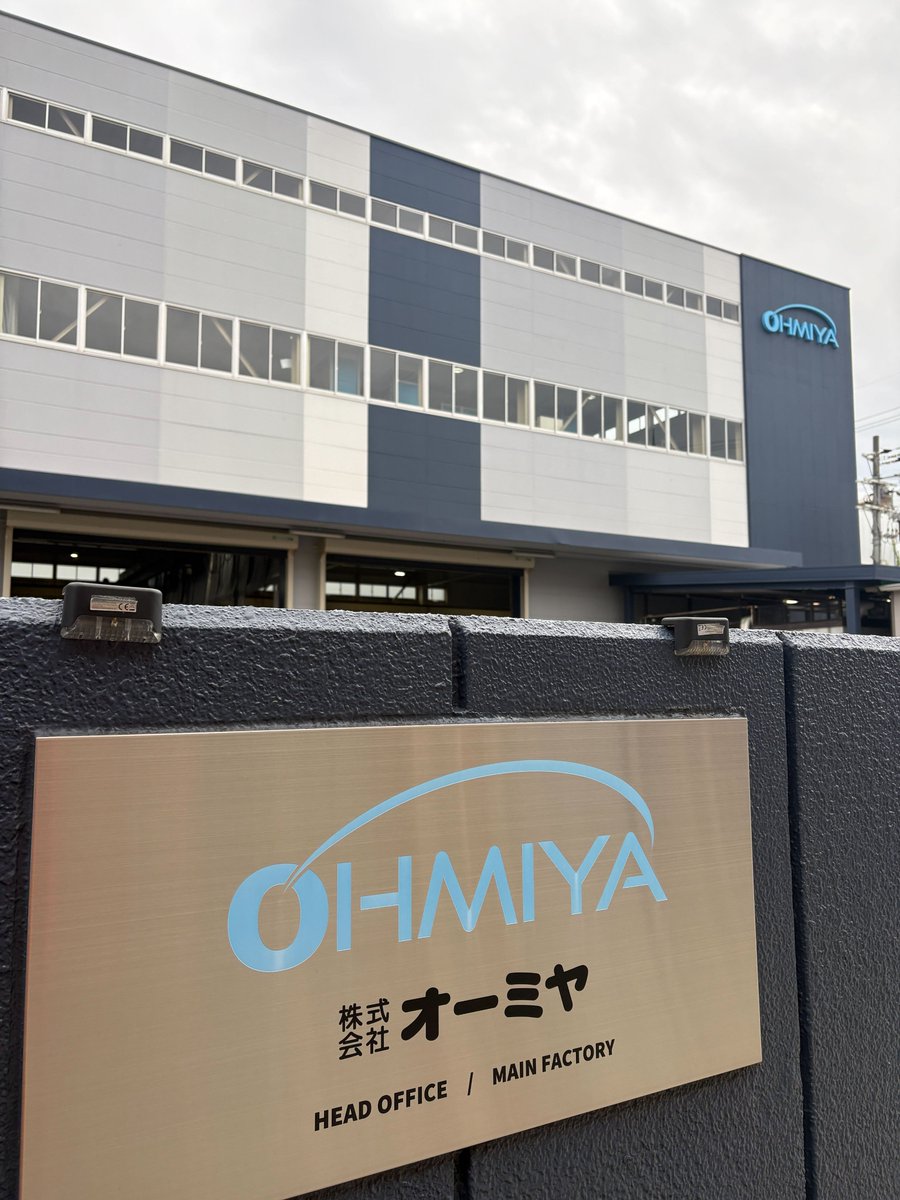 OHMIYA
OHMIYA
株式会社 オーミヤ
HEAD OFFICE / MAIN FACTORY